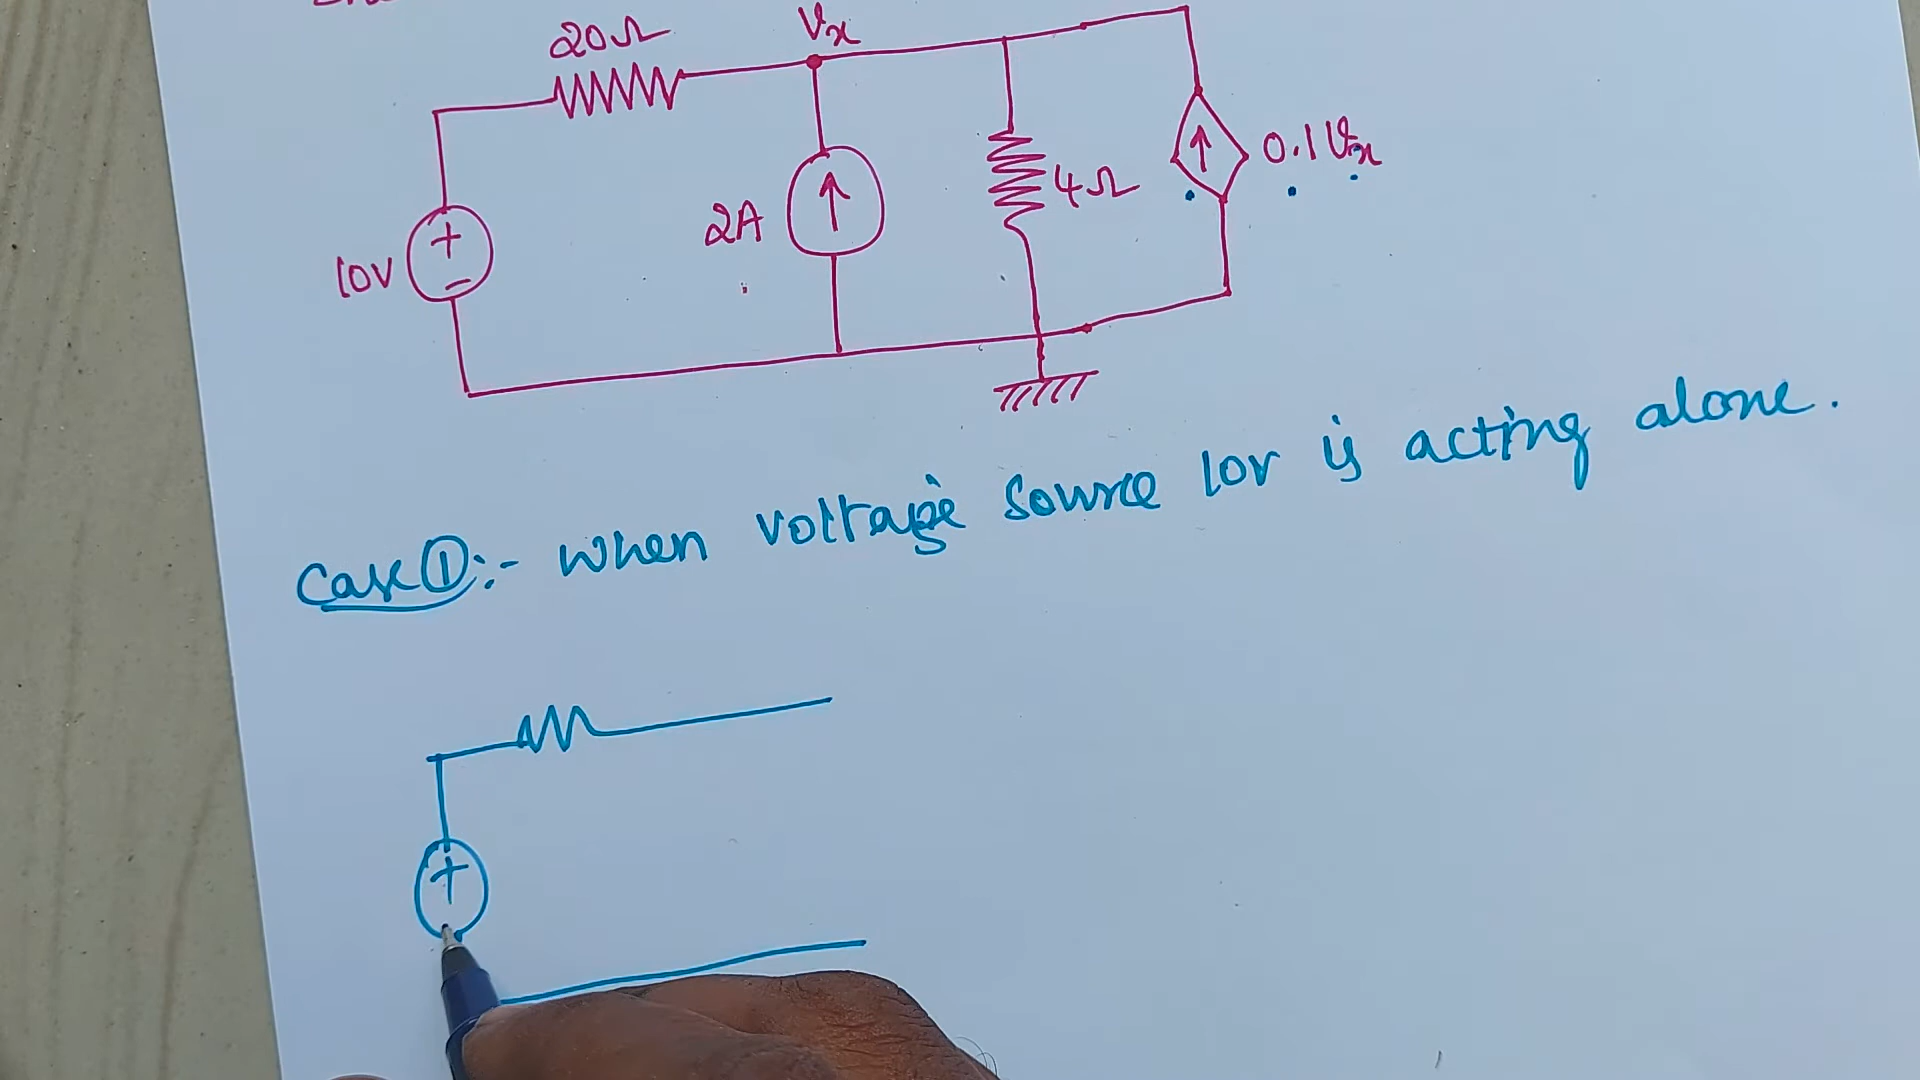 20Ω
Vx
10V
+
−
2A
4Ω
0.1Vx
Case ①:- When voltage source 10V is acting alone.
+